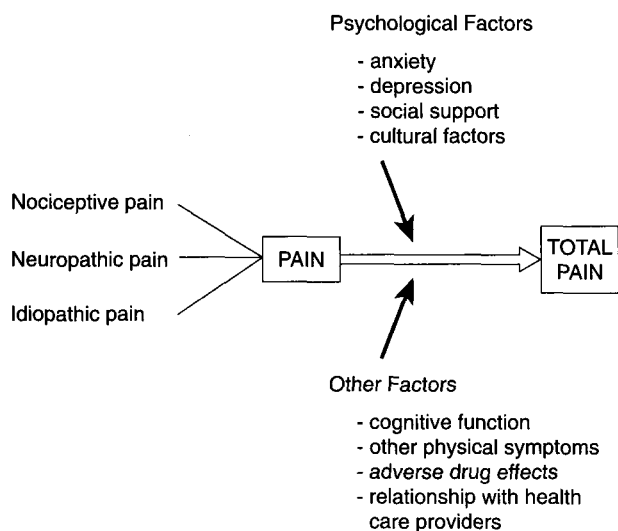 Psychological Factors
- anxiety
- depression
- social support
- cultural factors
Nociceptive pain
Neuropathic pain
Idiopathic pain
PAIN
TOTAL
PAIN
Other Factors
- cognitive function
- other physical symptoms
- adverse drug effects
- relationship with health
care providers